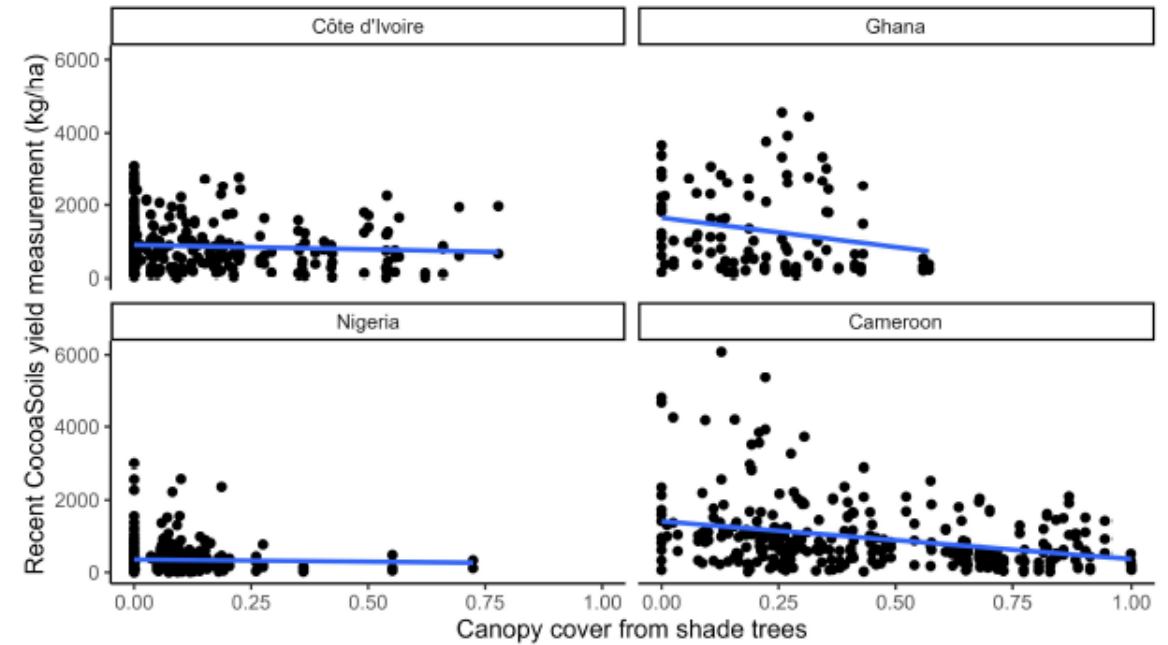 Côte d'Ivoire
Ghana
6000
4000
2000
0
Nigeria
Cameroon
6000
4000
2000
0
0.00 0.25 0.50 0.75 1.00
0.00 0.25 0.50 0.75 1.00
Recent CocoaSoils yield measurement (kg/ha)
Canopy cover from shade trees